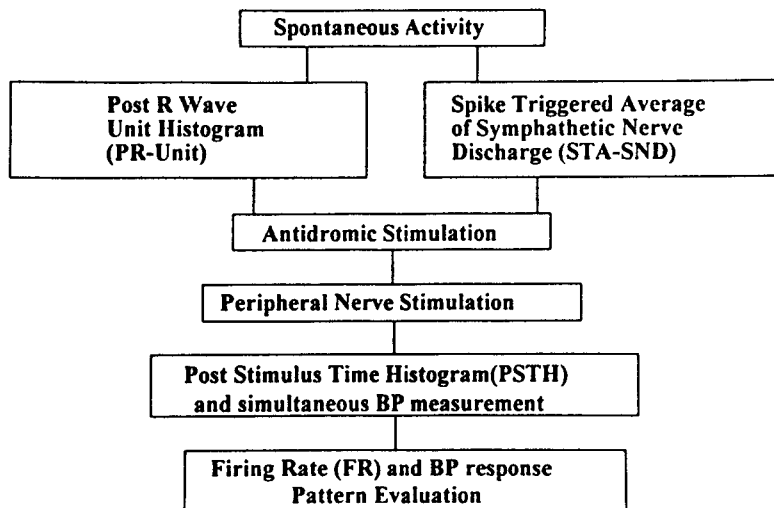 Spontaneous Activity
Post R Wave
Unit Histogram
(PR-Unit)
Spike Triggered Average
of Symphathetic Nerve
Discharge (STA-SND)
Antidromic Stimulation
Peripheral Nerve Stimulation
Post Stimulus Time Histogram(PSTH)
and simultaneous BP measurement
Firing Rate (FR) and BP response
Pattern Evaluation